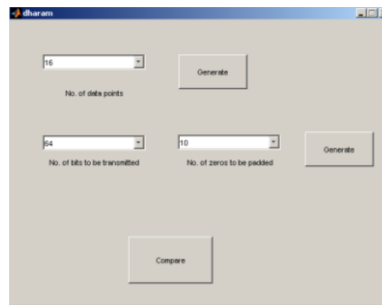 dharam
16
Generate
No. of data points
64
10
Generate
No. of bits to be transmitted
No. of zeros to be padded
Compare